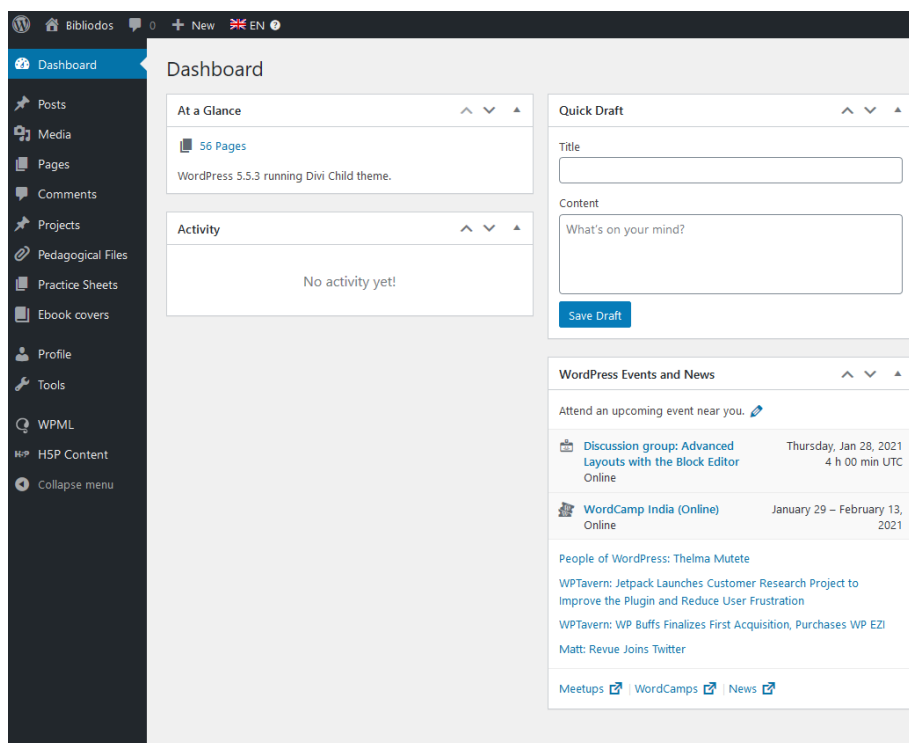 Bibliodos 0 + New EN ?
Dashboard
Posts
Media
Pages
Comments
Projects
Pedagogical Files
Practice Sheets
Ebook covers
Profile
Tools
WPML
H5P H5P Content
Collapse menu
Dashboard
At a Glance
56 Pages
WordPress 5.5.3 running Divi Child theme.
Activity
No activity yet!
Quick Draft
Title
Content
What's on your mind?
Save Draft
WordPress Events and News
Attend an upcoming event near you.
Discussion group: Advanced Thursday, Jan 28, 2021
Layouts with the Block Editor 4 h 00 min UTC
Online
WordCamp India (Online) January 29 – February 13,
Online 2021
People of WordPress: Thelma Mutete
WPTavern: Jetpack Launches Customer Research Project to
Improve the Plugin and Reduce User Frustration
WPTavern: WP Buffs Finalizes First Acquisition, Purchases WP EZI
Matt: Revue Joins Twitter
Meetups | WordCamps | News